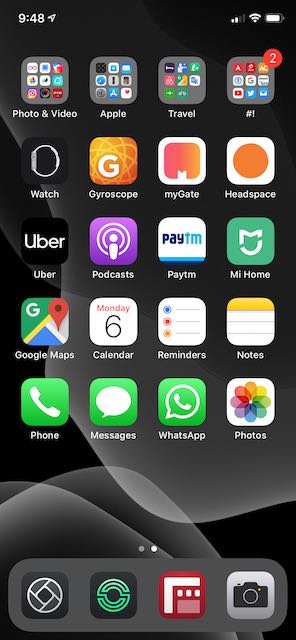 9:48
2
Photo & Video Apple Travel #!
G
Watch Gyroscope myGate Headspace
Uber paytm
Uber Podcasts Paytm Mi Home
G Monday
6
Google Maps Calendar Reminders Notes
Phone Messages WhatsApp Photos